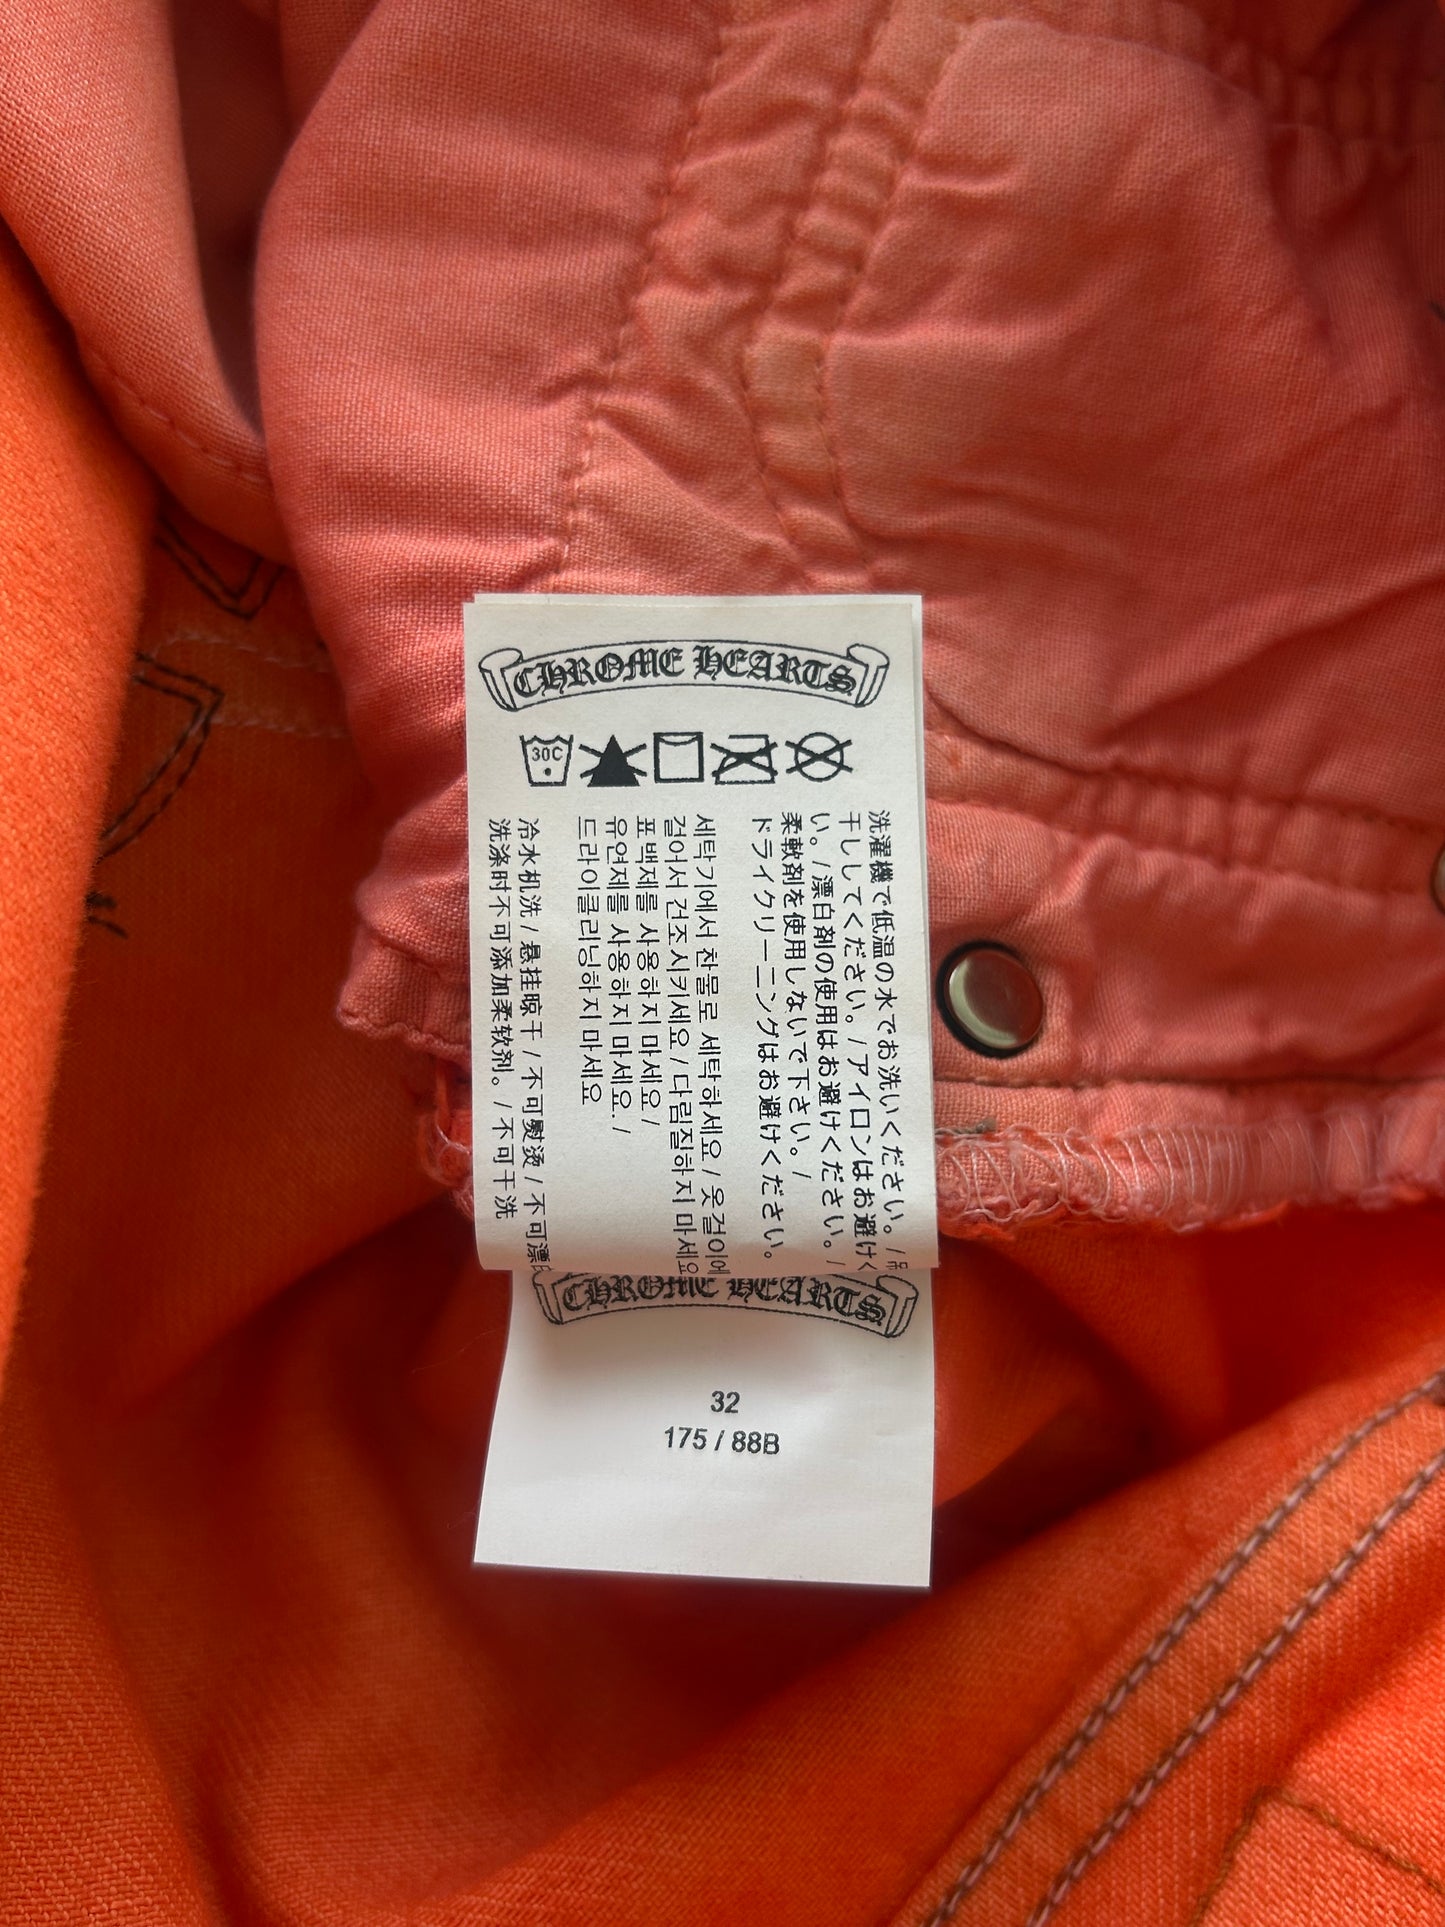 CHROME HEARTS
30C
洗濯機で低温の水でお洗いください。/吊
干ししてください。/アイロンはお避けく
い。/漂白剤の使用はお避けください。/
柔軟剤を使用しないで下さい。/
ドライクリーニングはお避けください。
세탁기에서 찬물로 세탁하세요/옷걸이에
걸어서 건조시키세요/다림질하지 마세요
표백제를 사용하지 마세요/
유연제를 사용하지 마세요./
드라이클리닝하지 마세요
冷水机洗/悬挂晾干/不可熨烫/不可漂白
洗涤时不可添加柔软剂。/不可干洗
CHROME HEARTS
32
175 / 88B